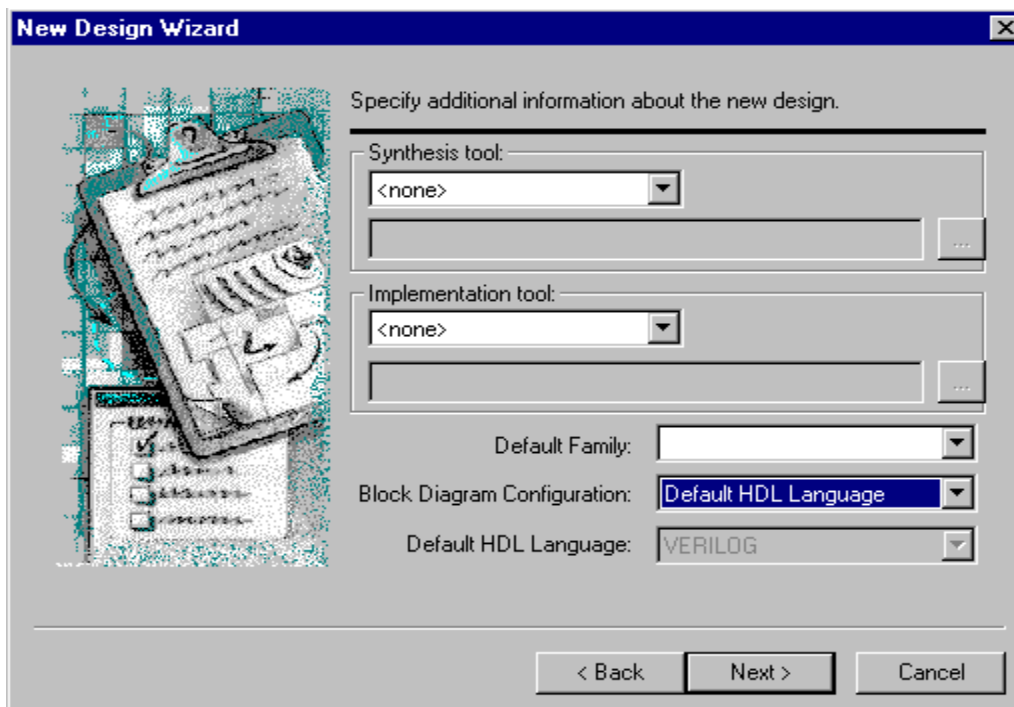 New Design Wizard
Specify additional information about the new design.
Synthesis tool:
<none>
...
Implementation tool:
<none>
...
Default Family:
Block Diagram Configuration: Default HDL Language
Default HDL Language: VERILOG
< Back Next > Cancel